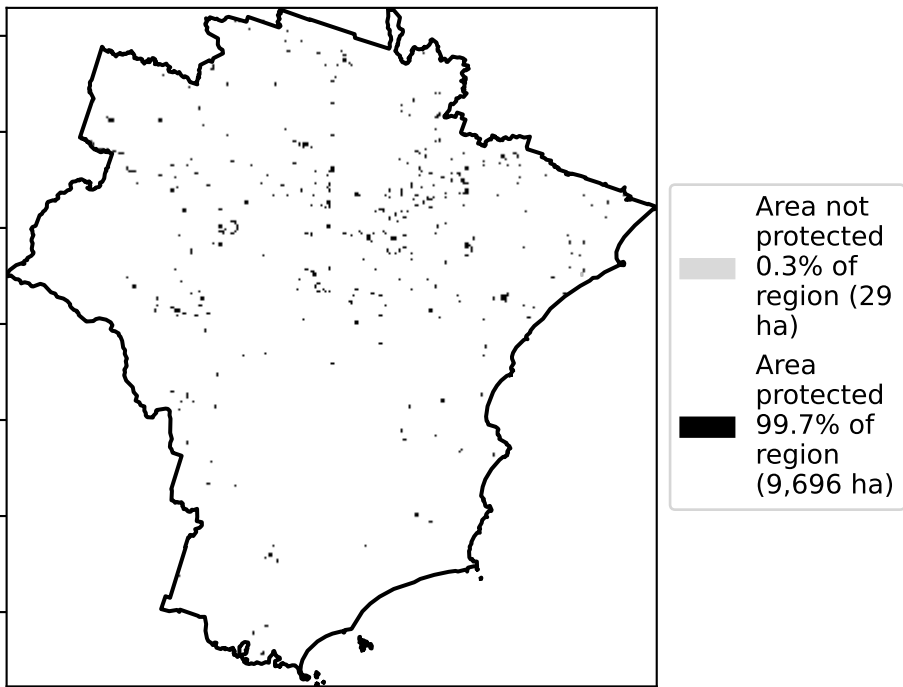 Area not
protected
0.3% of
region (29
ha)
Area
protected
99.7% of
region
(9,696 ha)